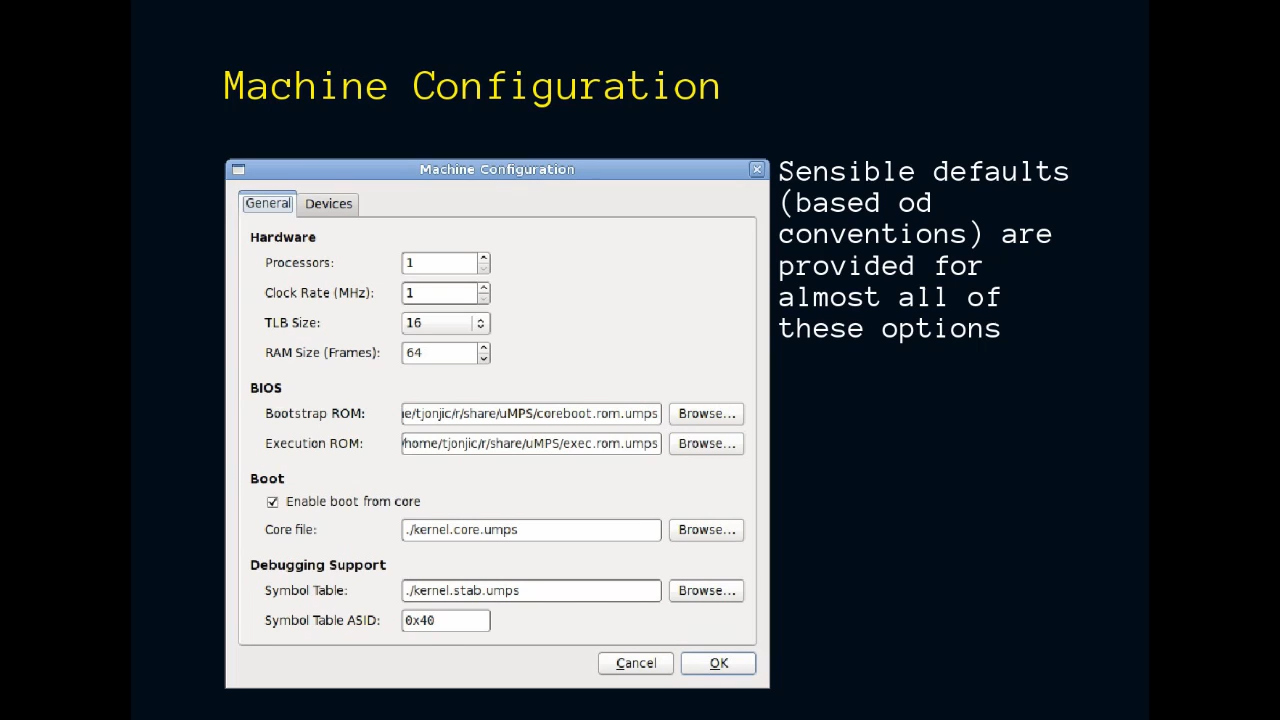 Machine Configuration
Machine Configuration
General Devices
Hardware
Processors: 1
Clock Rate (MHz): 1
TLB Size: 16
RAM Size (Frames): 64
BIOS
Bootstrap ROM: e/tjonjic/r/share/uMPS/coreboot.rom.umps Browse...
Execution ROM: /home/tjonjic/r/share/uMPS/exec.rom.umps Browse...
Boot
Enable boot from core
Core file: ./kernel.core.umps Browse...
Debugging Support
Symbol Table: ./kernel.stab.umps Browse...
Symbol Table ASID: 0x40
Cancel OK
Sensible defaults
(based od
conventions) are
provided for
almost all of
these options